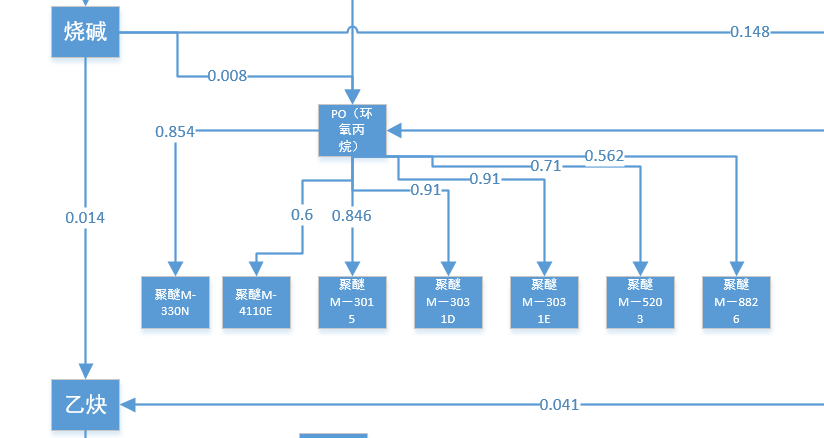 烧碱
0.148
0.008
PO（环
氧丙
烷）
0.854
0.562
0.71
0.91
0.91
0.6
0.846
0.014
聚醚M-
330N
聚醚M-
4110E
聚醚
M－301
5
聚醚
M－303
1D
聚醚
M－303
1E
聚醚
M－520
3
聚醚
M－882
6
乙炔
0.041